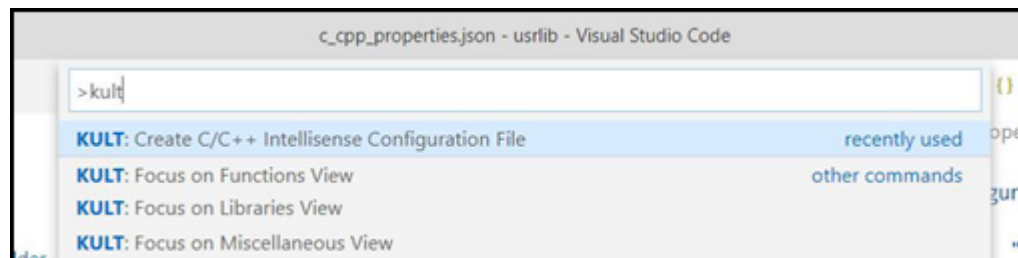 c_cpp_properties.json - usrlib - Visual Studio Code
>kult
{}
KULT: Create C/C++ Intellisense Configuration File recently used
KULT: Focus on Functions View other commands
KULT: Focus on Libraries View
KULT: Focus on Miscellaneous View